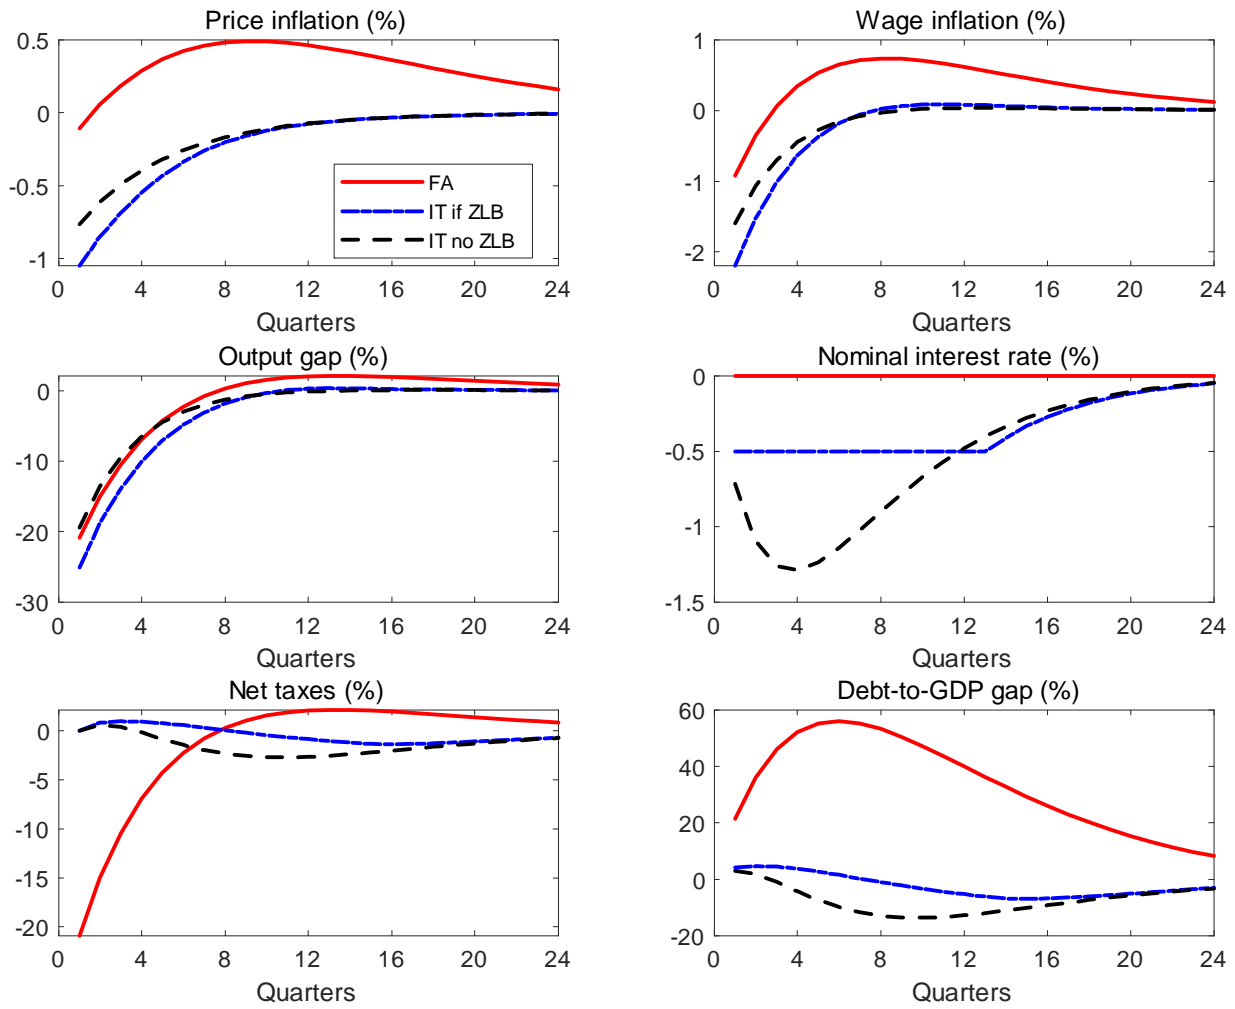 Price inflation (%)
0.5
0
-0.5
-1
0 4 8 12 16 20 24
Quarters
FA
IT if ZLB
IT no ZLB
Wage inflation (%)
1
0
-1
-2
0 4 8 12 16 20 24
Quarters
Output gap (%)
0
-10
-20
-30
0 4 8 12 16 20 24
Quarters
Nominal interest rate (%)
0
-0.5
-1
-1.5
0 4 8 12 16 20 24
Quarters
Net taxes (%)
0
-5
-10
-15
-20
0 4 8 12 16 20 24
Quarters
Debt-to-GDP gap (%)
60
40
20
0
-20
0 4 8 12 16 20 24
Quarters